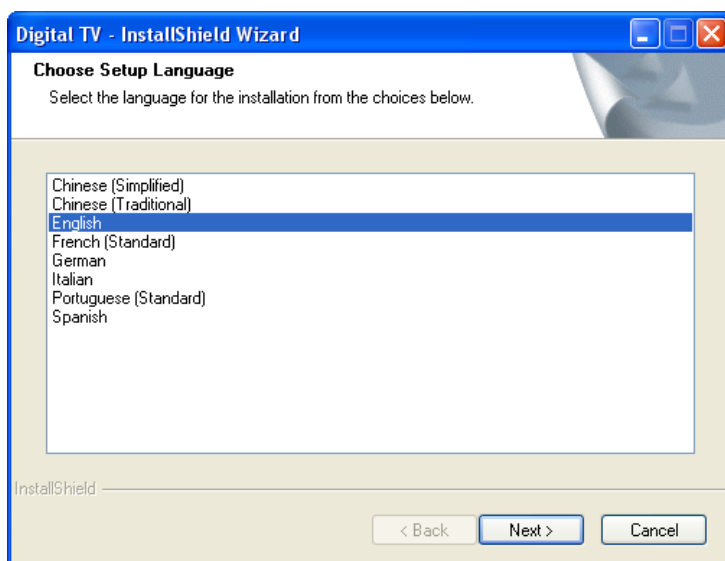 Digital TV - InstallShield Wizard
Choose Setup Language
Select the language for the installation from the choices below.
Chinese (Simplified)
Chinese (Traditional)
English
French (Standard)
German
Italian
Portuguese (Standard)
Spanish
InstallShield
< Back Next > Cancel